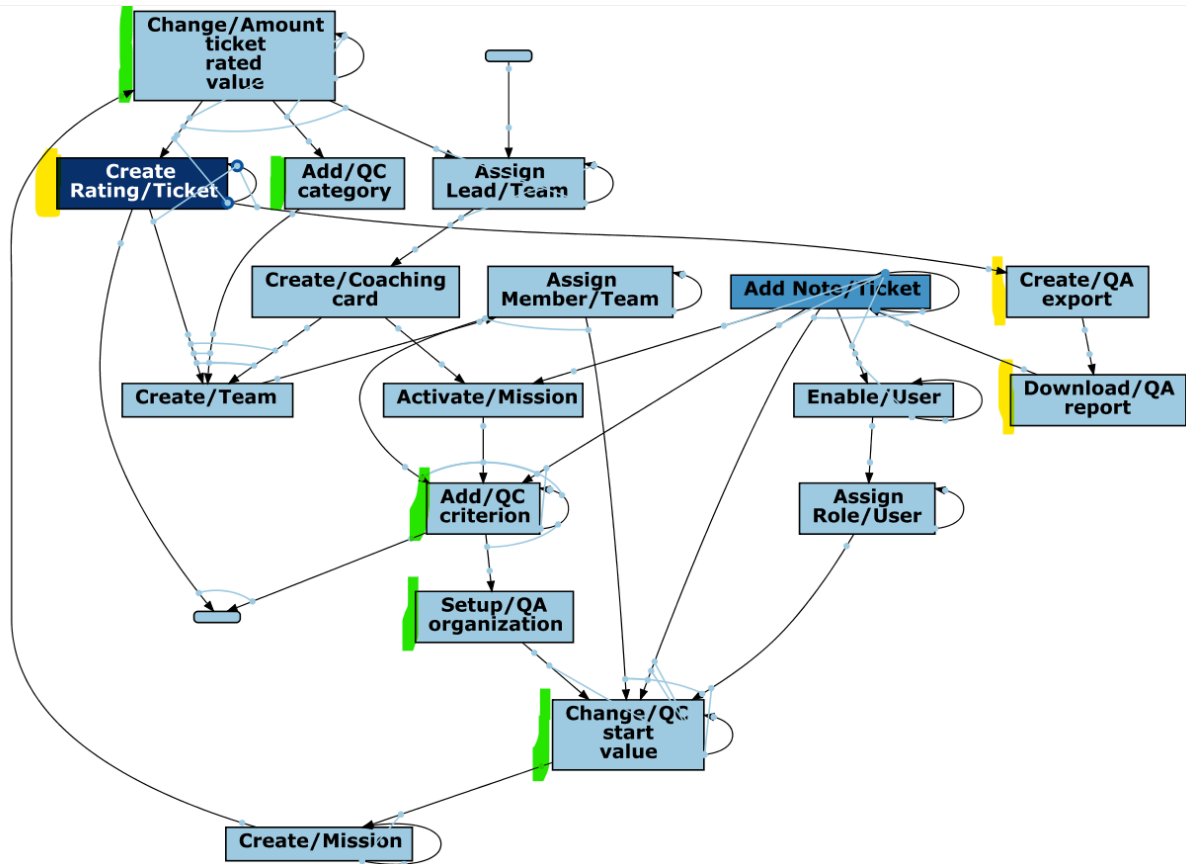 Change/Amount
ticket
rated
value
Create
Rating/Ticket
Add/QC
category
Assign
Lead/Team
Create/Coaching
card
Assign
Member/Team
Add Note/Ticket
Create/QA
export
Create/Team
Activate/Mission
Enable/User
Download/QA
report
Add/QC
criterion
Assign
Role/User
Setup/QA
organization
Change/QC
start
value
Create/Mission